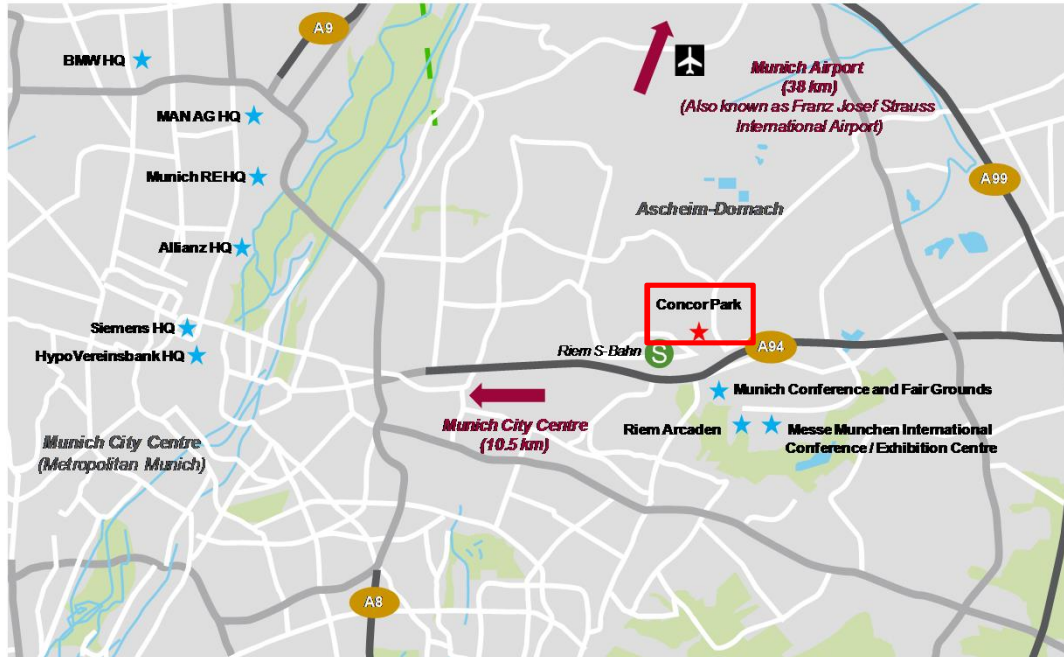 A9
BMW HQ
Munich Airport
(38 km)
(Also known as Franz Josef Strauss
International Airport)
MAN AG HQ
Munich RE HQ
A99
Ascheim-Dornach
Allianz HQ
Concor Park
Siemens HQ
HypoVereinsbank HQ
Riem S-Bahn
S
A94
Munich Conference and Fair Grounds
Munich City Centre
(10.5 km)
Riem Arcaden
Messe Munchen International
Conference / Exhibition Centre
Munich City Centre
(Metropolitan Munich)
A8